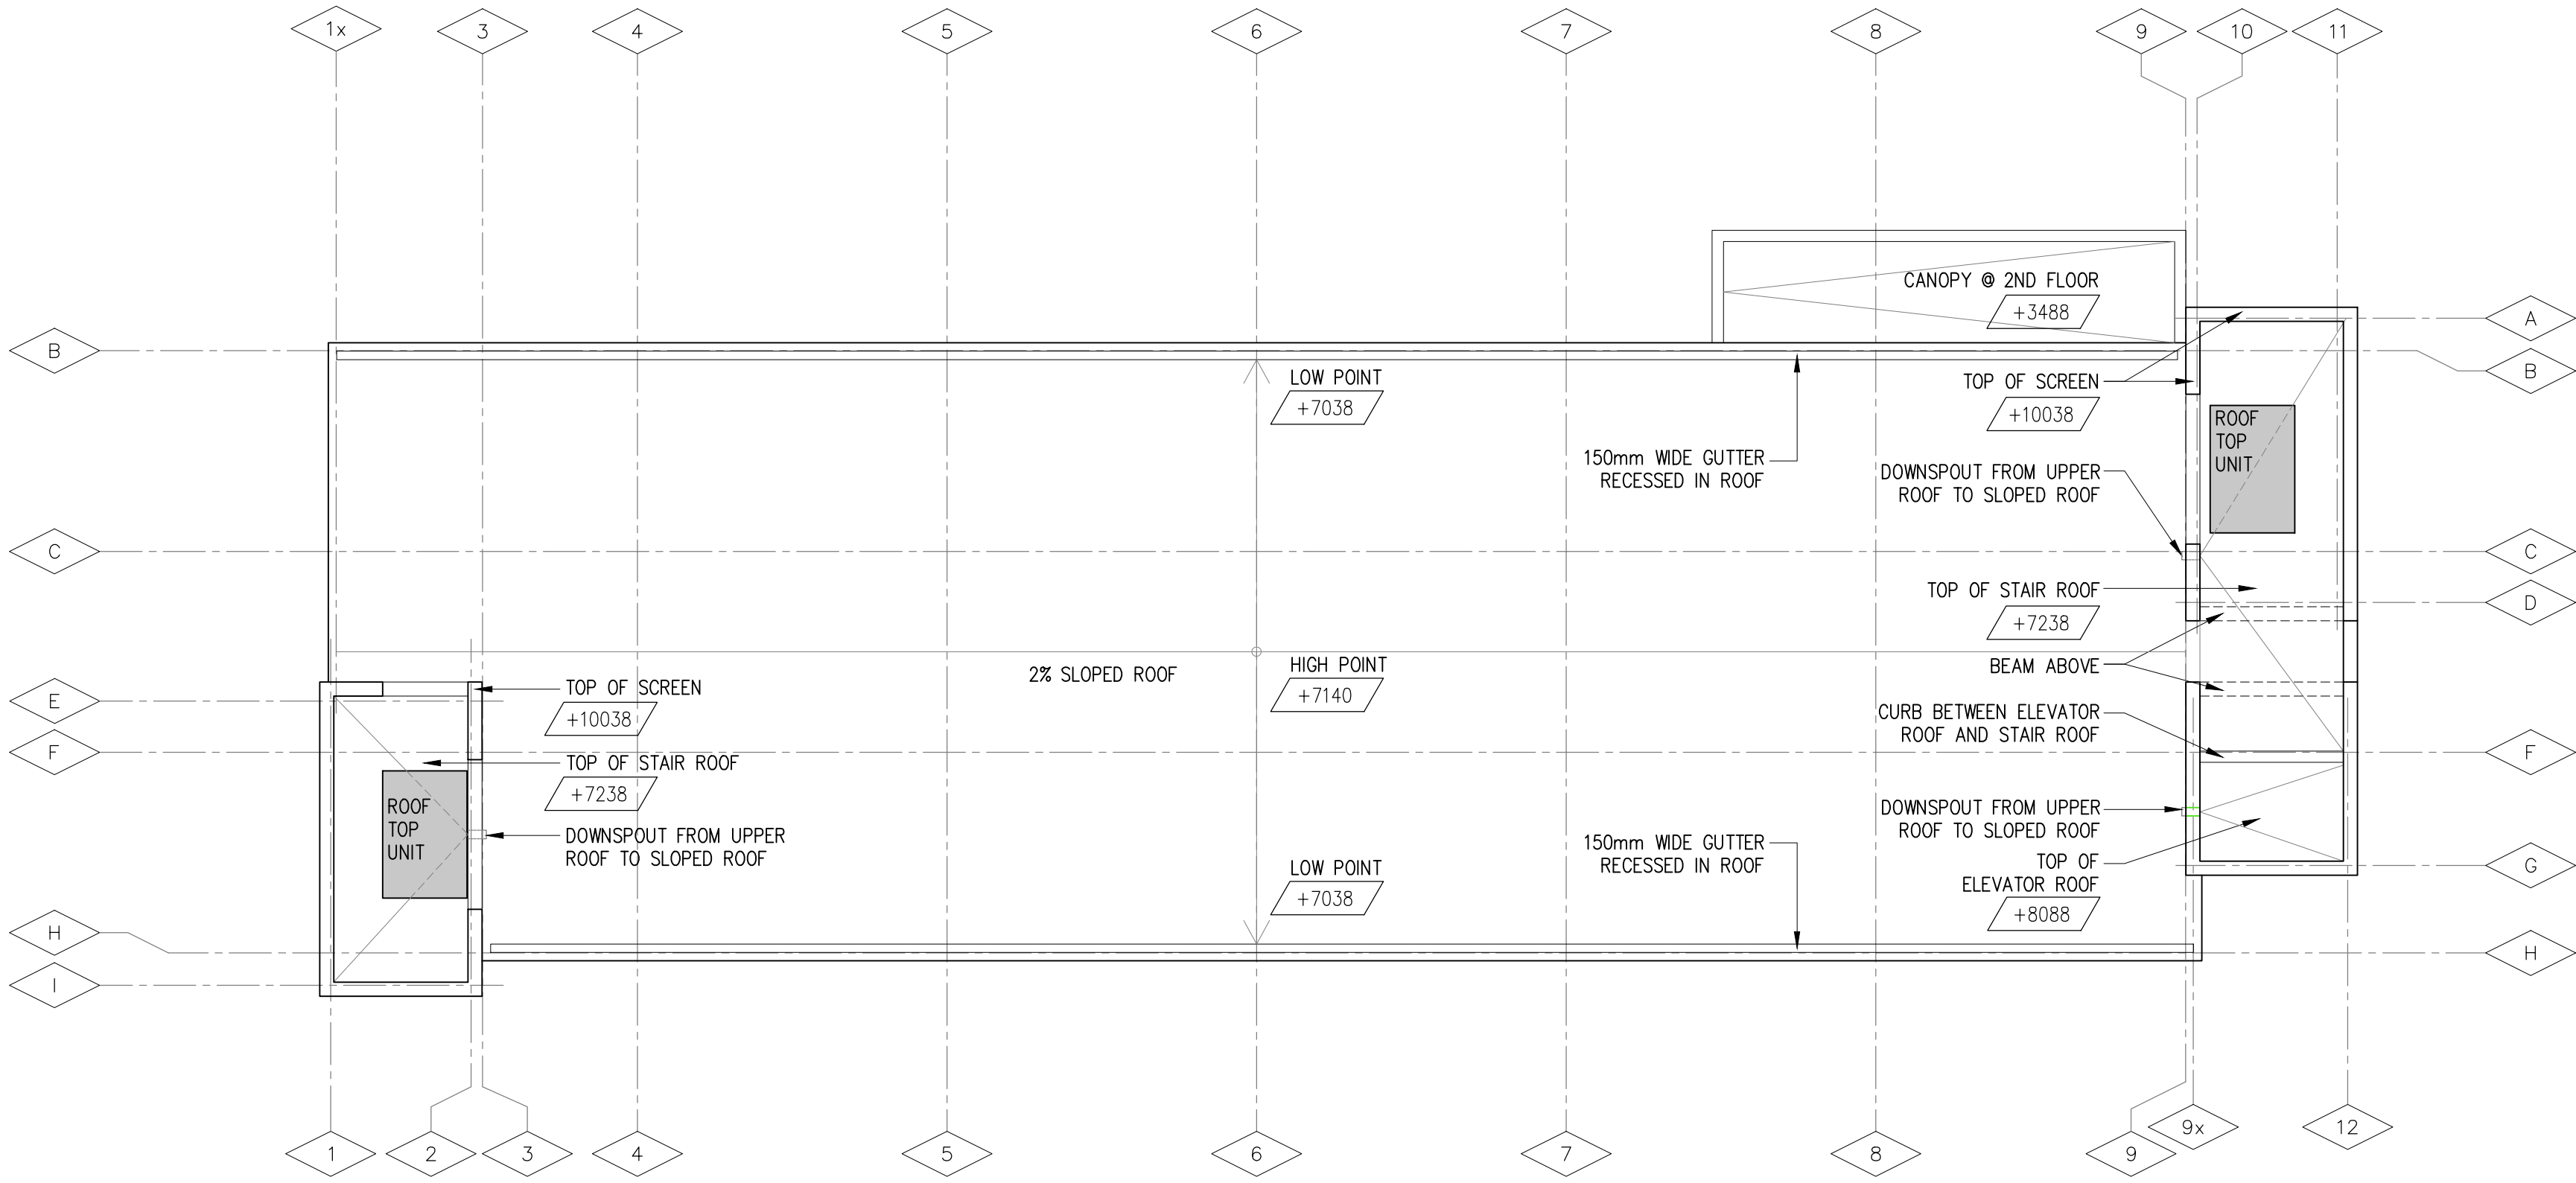 1x
3
4
5
6
7
8
9
10
11
CANOPY @ 2ND FLOOR
+3488
A
B
B
LOW POINT
+7038
TOP OF SCREEN
+10038
ROOF
TOP
UNIT
150mm WIDE GUTTER
RECESSED IN ROOF
DOWNSPOUT FROM UPPER
ROOF TO SLOPED ROOF
C
C
TOP OF STAIR ROOF
+7238
D
2% SLOPED ROOF
HIGH POINT
+7140
BEAM ABOVE
E
TOP OF SCREEN
+10038
CURB BETWEEN ELEVATOR
ROOF AND STAIR ROOF
F
F
TOP OF STAIR ROOF
+7238
ROOF
TOP
UNIT
DOWNSPOUT FROM UPPER
ROOF TO SLOPED ROOF
150mm WIDE GUTTER
RECESSED IN ROOF
DOWNSPOUT FROM UPPER
ROOF TO SLOPED ROOF
LOW POINT
+7038
TOP OF
ELEVATOR ROOF
+8088
G
H
H
I
1
2
3
4
5
6
7
8
9
9x
12